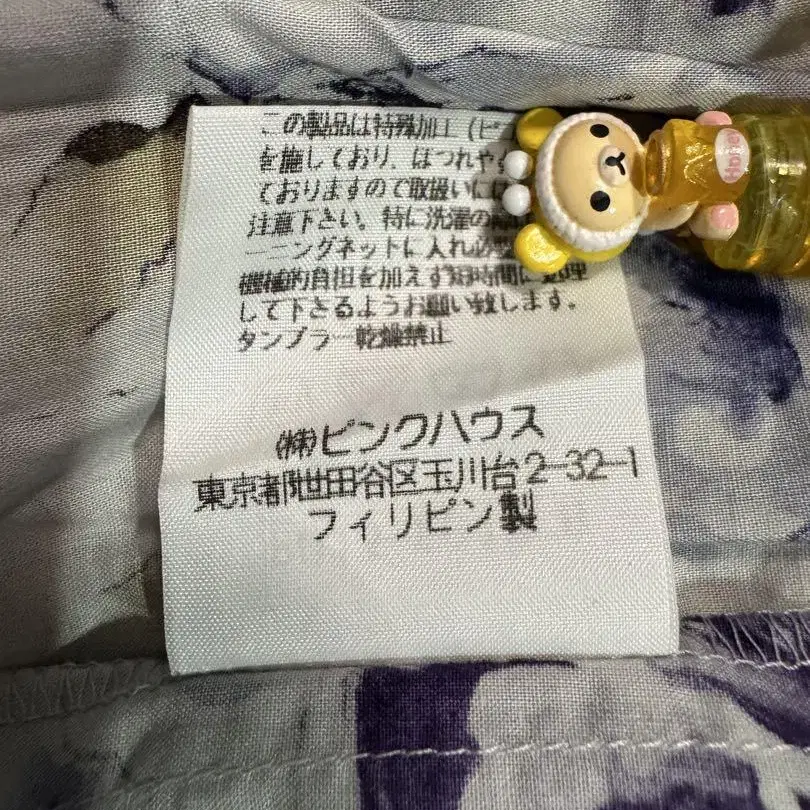 この製品は特殊加工(ピ
を施しており、ほつれや
ておりますので取扱いに
注意下さい。特に洗濯の
ーニングネットに入れ必
機械的負担を加えず短時間に処理
して下さるようお願い致します。
タンブラー乾燥禁止
㈱ピンクハウス
東京都世田谷区玉川台2-32-1
フィリピン製
Honey